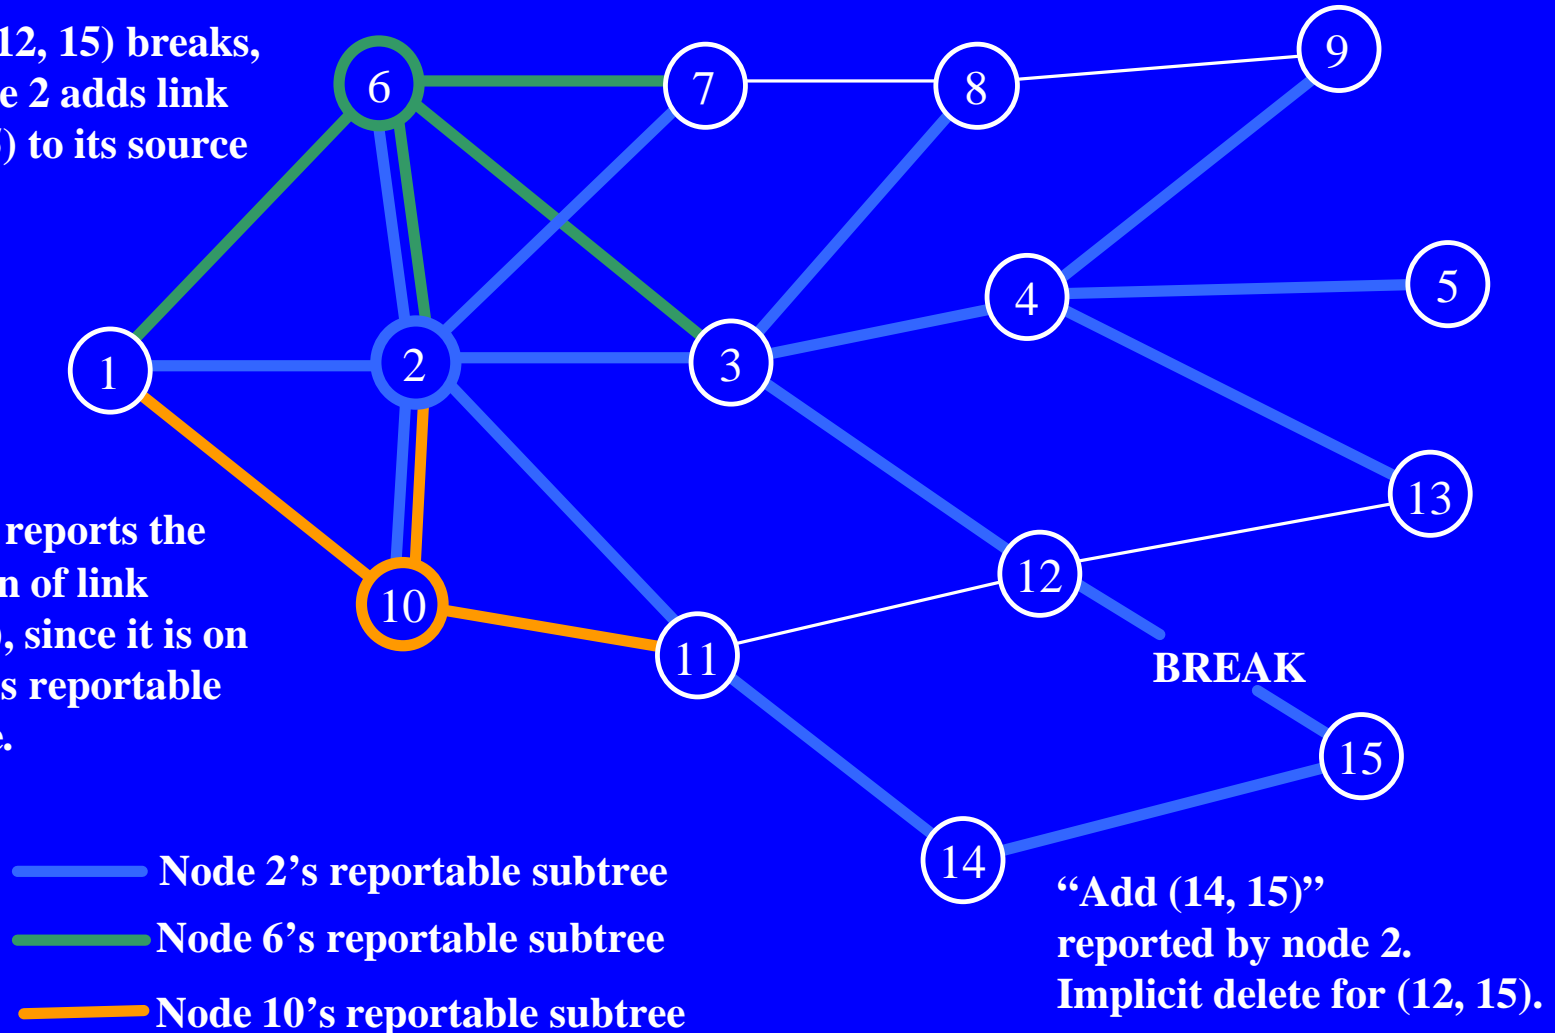 12, 15) breaks,
e 2 adds link
) to its source
6
7
8
9
1
2
3
4
5
reports the
n of link
), since it is on
s reportable
e.
10
11
12
13
BREAK
15
14
Node 2’s reportable subtree
Node 6’s reportable subtree
Node 10’s reportable subtree
“Add (14, 15)”
reported by node 2.
Implicit delete for (12, 15).